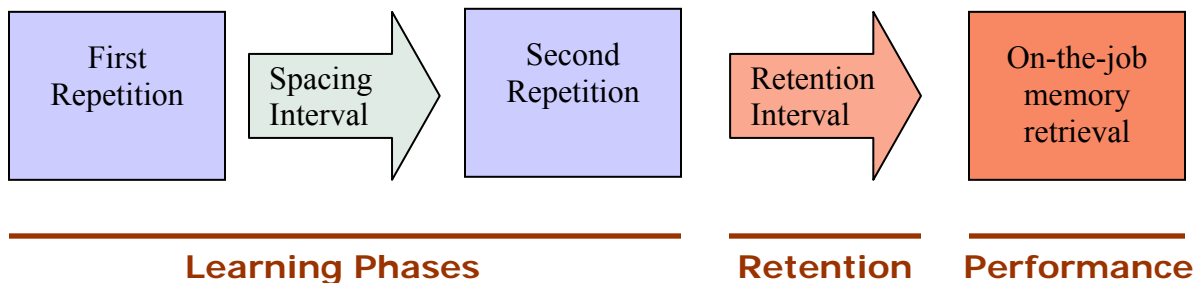 First
Repetition
Spacing
Interval
Second
Repetition
Retention
Interval
On-the-job
memory
retrieval
Learning Phases
Retention
Performance